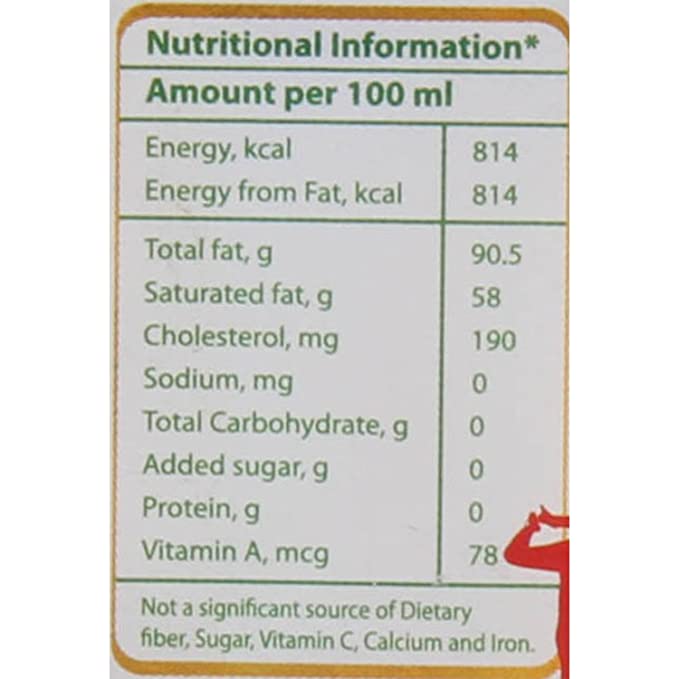 Nutritional Information*
Amount per 100 ml
Energy, kcal 814
Energy from Fat, kcal 814
Total fat, g 90.5
Saturated fat, g 58
Cholesterol, mg 190
Sodium, mg 0
Total Carbohydrate, g 0
Added sugar, g 0
Protein, g 0
Vitamin A, mcg 78
Not a significant source of Dietary
fiber, Sugar, Vitamin C, Calcium and Iron.